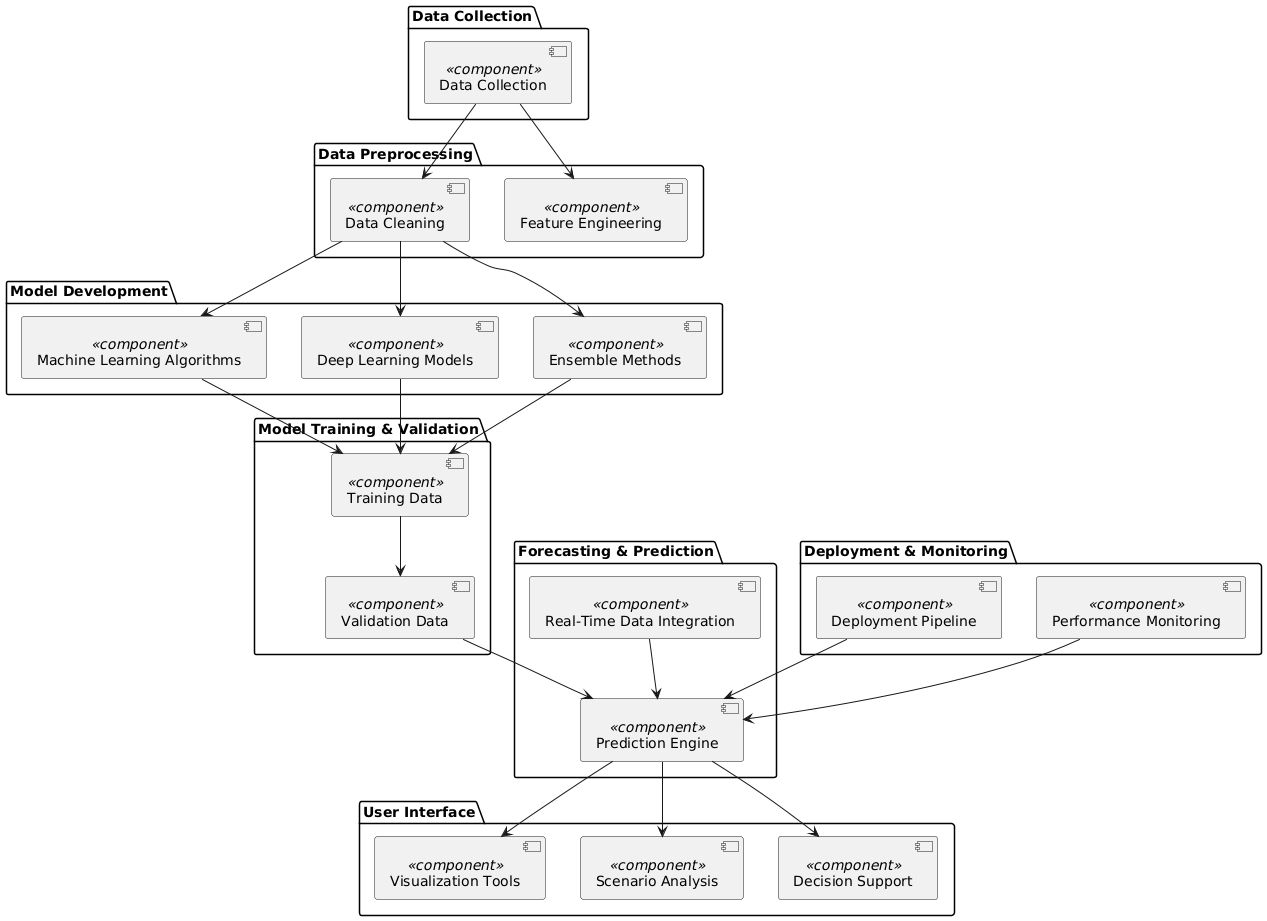 Data Collection
«component»
Data Collection
Data Preprocessing
«component»
Data Cleaning
«component»
Feature Engineering
Model Development
«component»
Machine Learning Algorithms
«component»
Deep Learning Models
«component»
Ensemble Methods
Model Training & Validation
«component»
Training Data
«component»
Validation Data
Forecasting & Prediction
«component»
Real-Time Data Integration
«component»
Prediction Engine
Deployment & Monitoring
«component»
Deployment Pipeline
«component»
Performance Monitoring
User Interface
«component»
Visualization Tools
«component»
Scenario Analysis
«component»
Decision Support